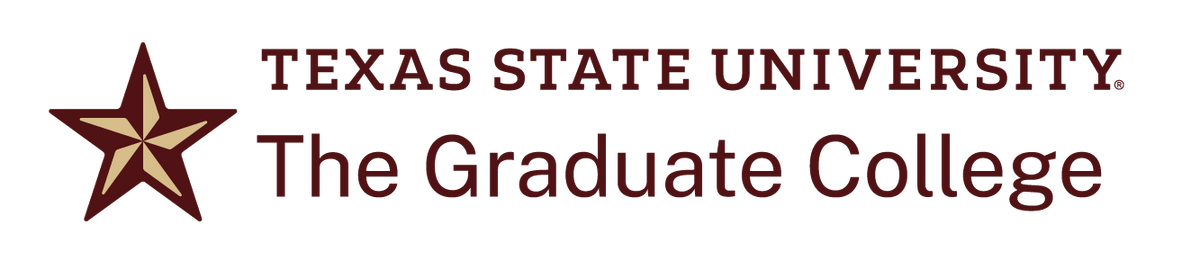 TEXAS STATE UNIVERSITY®
The Graduate College